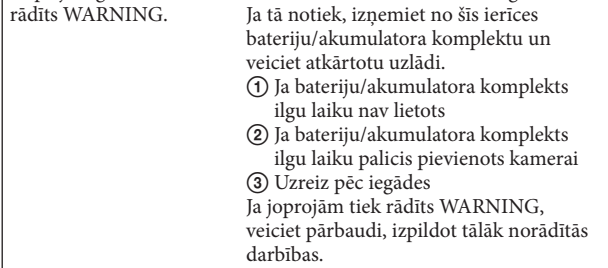 rādīts WARNING.
Ja tā notiek, izņemiet no šīs ierīces
bateriju/akumulatora komplektu un
veiciet atkārtotu uzlādi.
① Ja bateriju/akumulatora komplekts
ilgu laiku nav lietots
② Ja bateriju/akumulatora komplekts
ilgu laiku palicis pievienots kamerai
③ Uzreiz pēc iegādes
Ja joprojām tiek rādīts WARNING,
veiciet pārbaudi, izpildot tālāk norādītās
darbības.